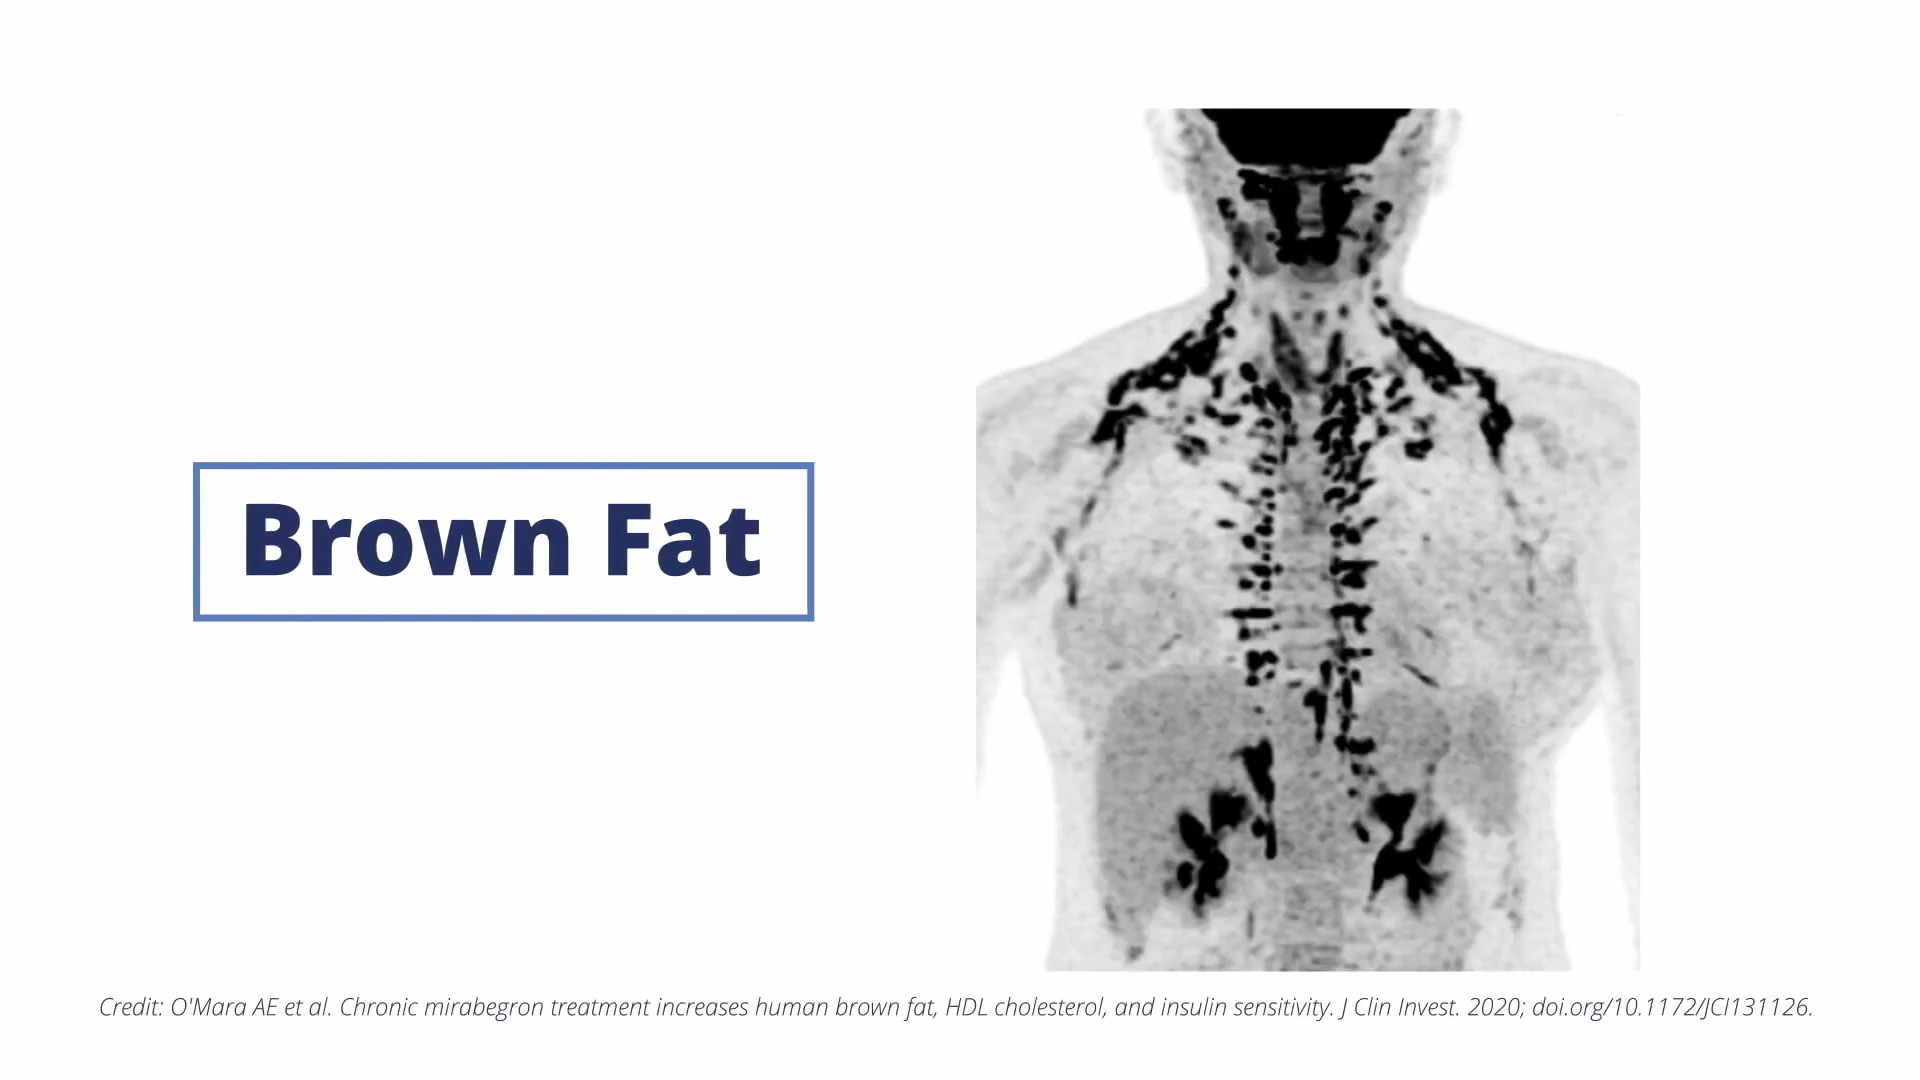 Brown Fat
Credit: O'Mara AE et al. Chronic mirabegron treatment increases human brown fat, HDL cholesterol, and insulin sensitivity. J Clin Invest. 2020; doi.org/10.1172/JCI131126.